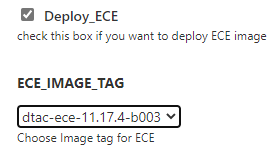 Deploy_ECE
check this box if you want to deploy ECE image
ECE_IMAGE_TAG
dtac-ece-11.17.4-b003
Choose Image tag for ECE